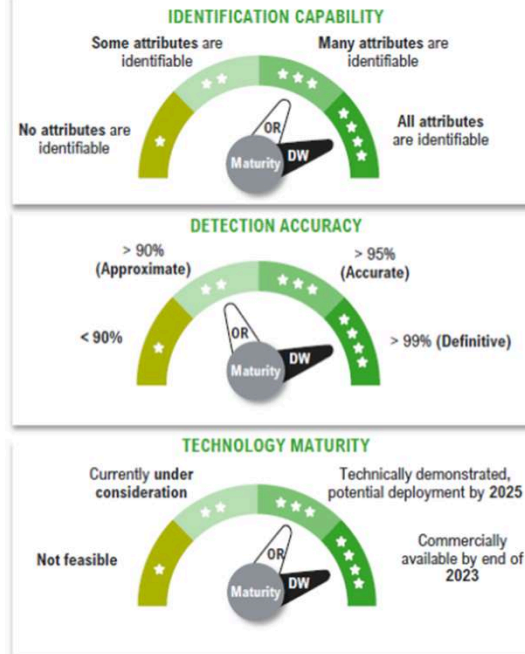 IDENTIFICATION CAPABILITY
Some attributes are
identifiable
Many attributes are
identifiable
No attributes are
identifiable
All attributes
are identifiable
OR
DW
Maturity
DETECTION ACCURACY
> 90%
(Approximate)
> 95%
(Accurate)
< 90%
> 99% (Definitive)
OR
DW
Maturity
TECHNOLOGY MATURITY
Currently under
consideration
Technically demonstrated,
potential deployment by 2025
Not feasible
Commercially
available by end of
2023
OR
DW
Maturity